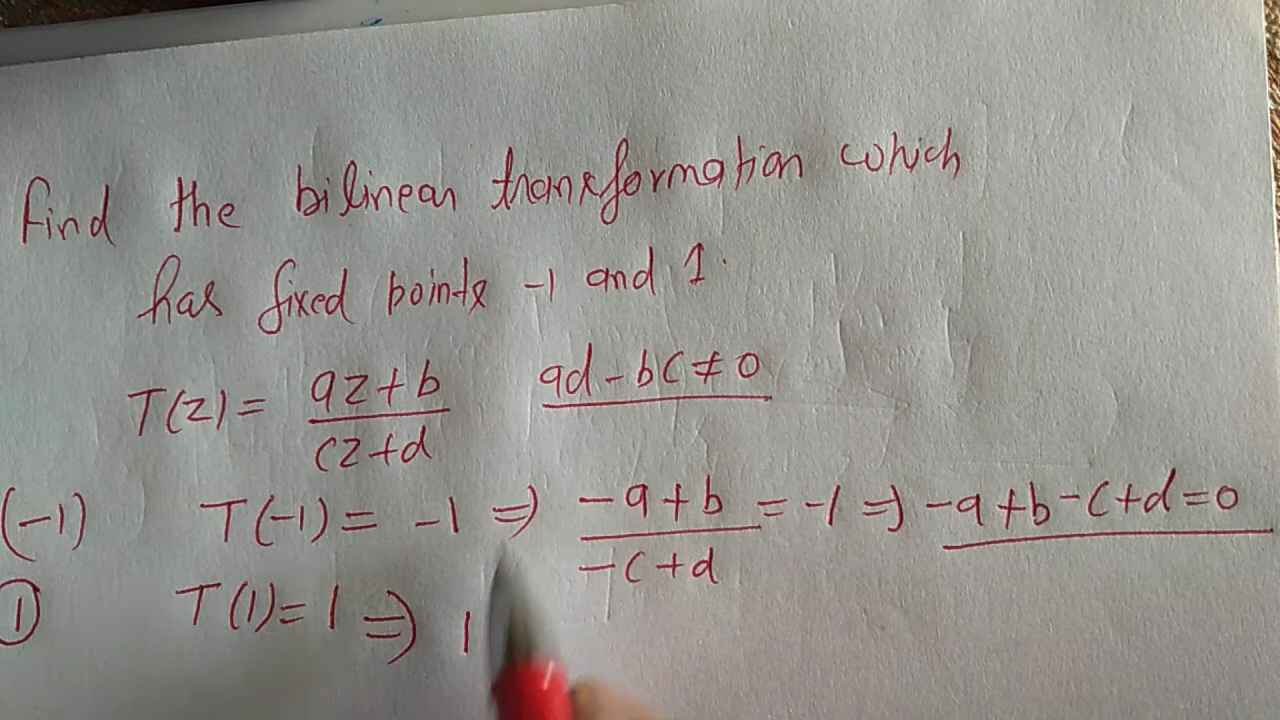 Find the bilinear transformation which
has fixed points -1 and 1.
T(z) = (az+b)/(cz+d) ad-bc≠0
(-1) T(-1) = -1 ⇒ (-a+b)/(-c+d) = -1 ⇒ -a+b-c+d=0
① T(1)=1 ⇒ 1